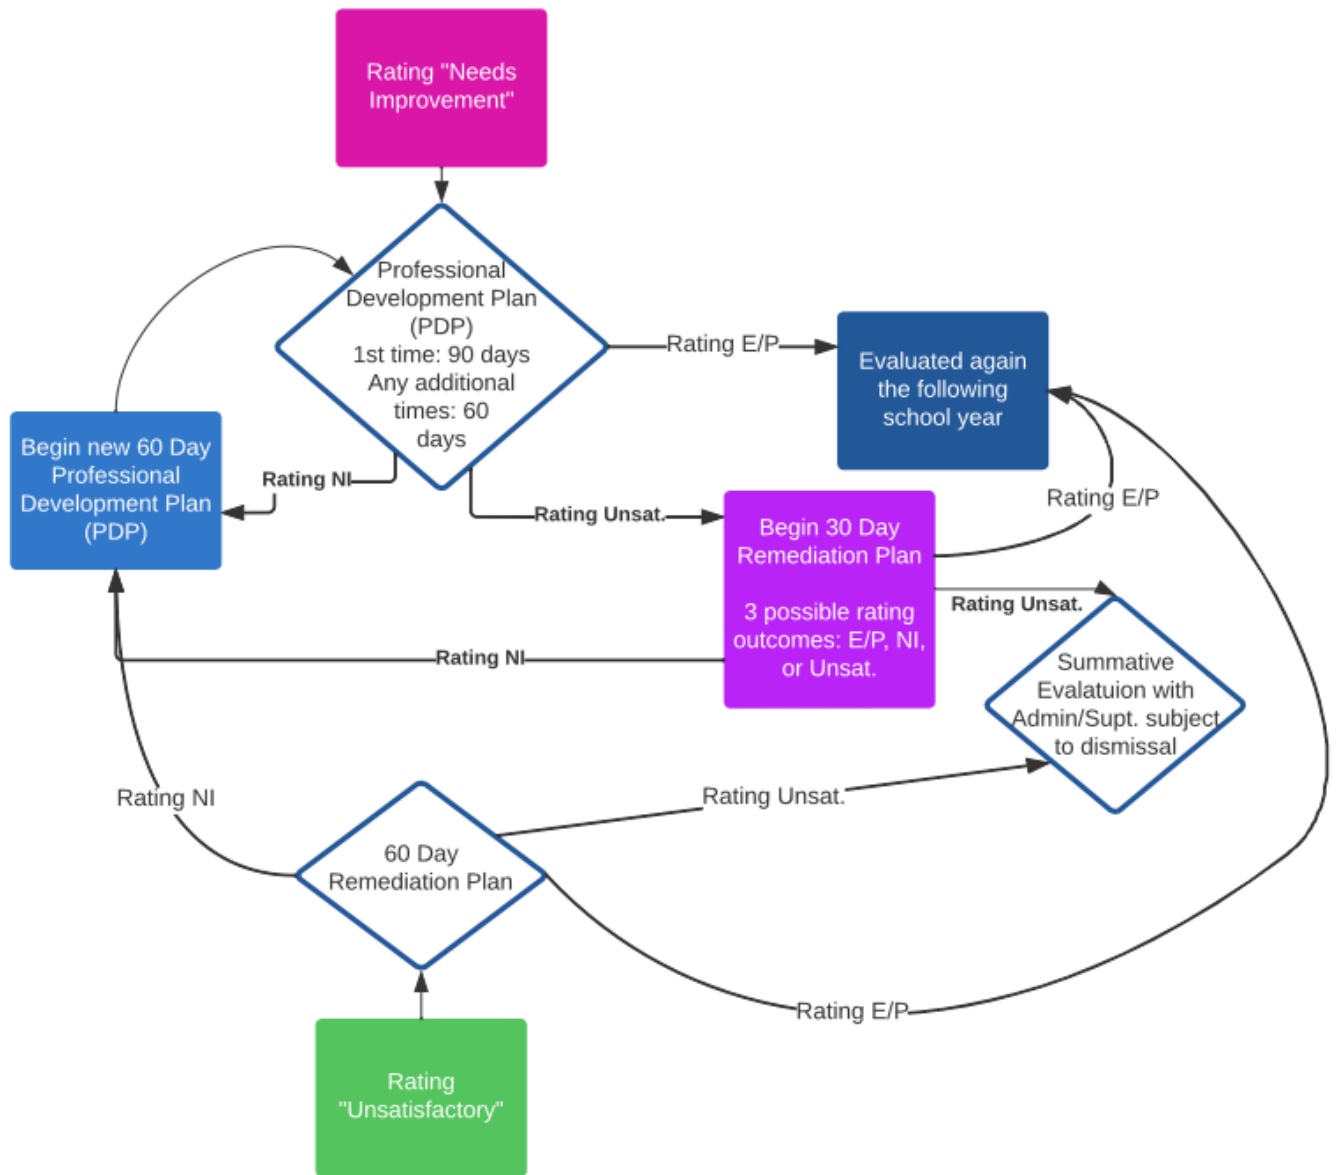 Rating "Needs
Improvement"
Professional
Development Plan
(PDP)
1st time: 90 days
Any additional
times: 60
days
Rating E/P
Evaluated again
the following
school year
Begin new 60 Day
Professional
Development Plan
(PDP)
Rating NI
Rating Unsat.
Begin 30 Day
Remediation Plan
3 possible rating
outcomes: E/P, NI,
or Unsat.
Rating E/P
Rating Unsat.
Rating NI
Summative
Evalatuion with
Admin/Supt. subject
to dismissal
Rating NI
Rating Unsat.
60 Day
Remediation Plan
Rating E/P
Rating
"Unsatisfactory"